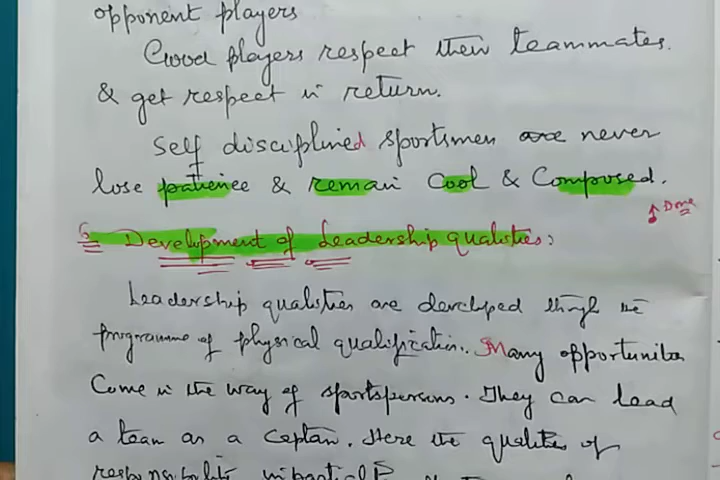 opponent players
Good players respect their teammates.
& get respect in return.
Self disciplined sportsmen are never
lose patience & remain Cool & Composed.
Done
6 Development of Leadership qualities:
Leadership qualities are developed through the
programme of physical qualification. Many opportunities
Come in the way of sportspersons. They can lead
a team as a Captain. Here the qualities of
responsibility